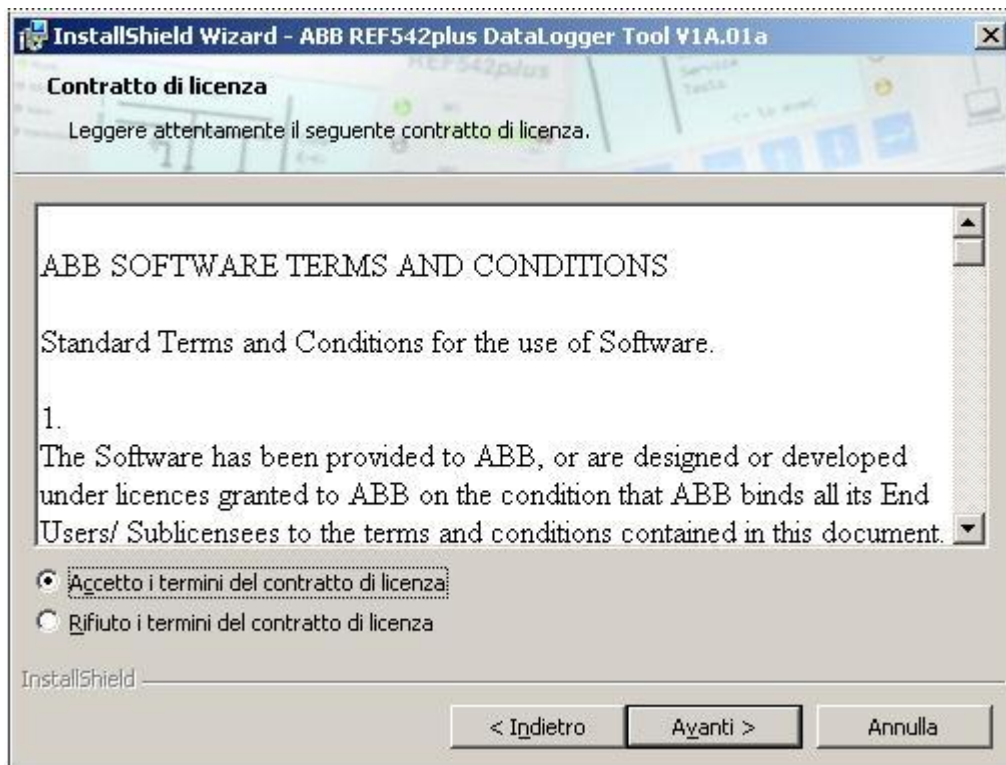 InstallShield Wizard - ABB REF542plus DataLogger Tool V1A.01a
REF542plus
Service
Tests
Contratto di licenza
Leggere attentamente il seguente contratto di licenza.
ABB SOFTWARE TERMS AND CONDITIONS
Standard Terms and Conditions for the use of Software.
1.
The Software has been provided to ABB, or are designed or developed
under licences granted to ABB on the condition that ABB binds all its End
Users/ Sublicensees to the terms and conditions contained in this document.
Accetto i termini del contratto di licenza
Rifiuto i termini del contratto di licenza
InstallShield
< Indietro
Avanti >
Annulla